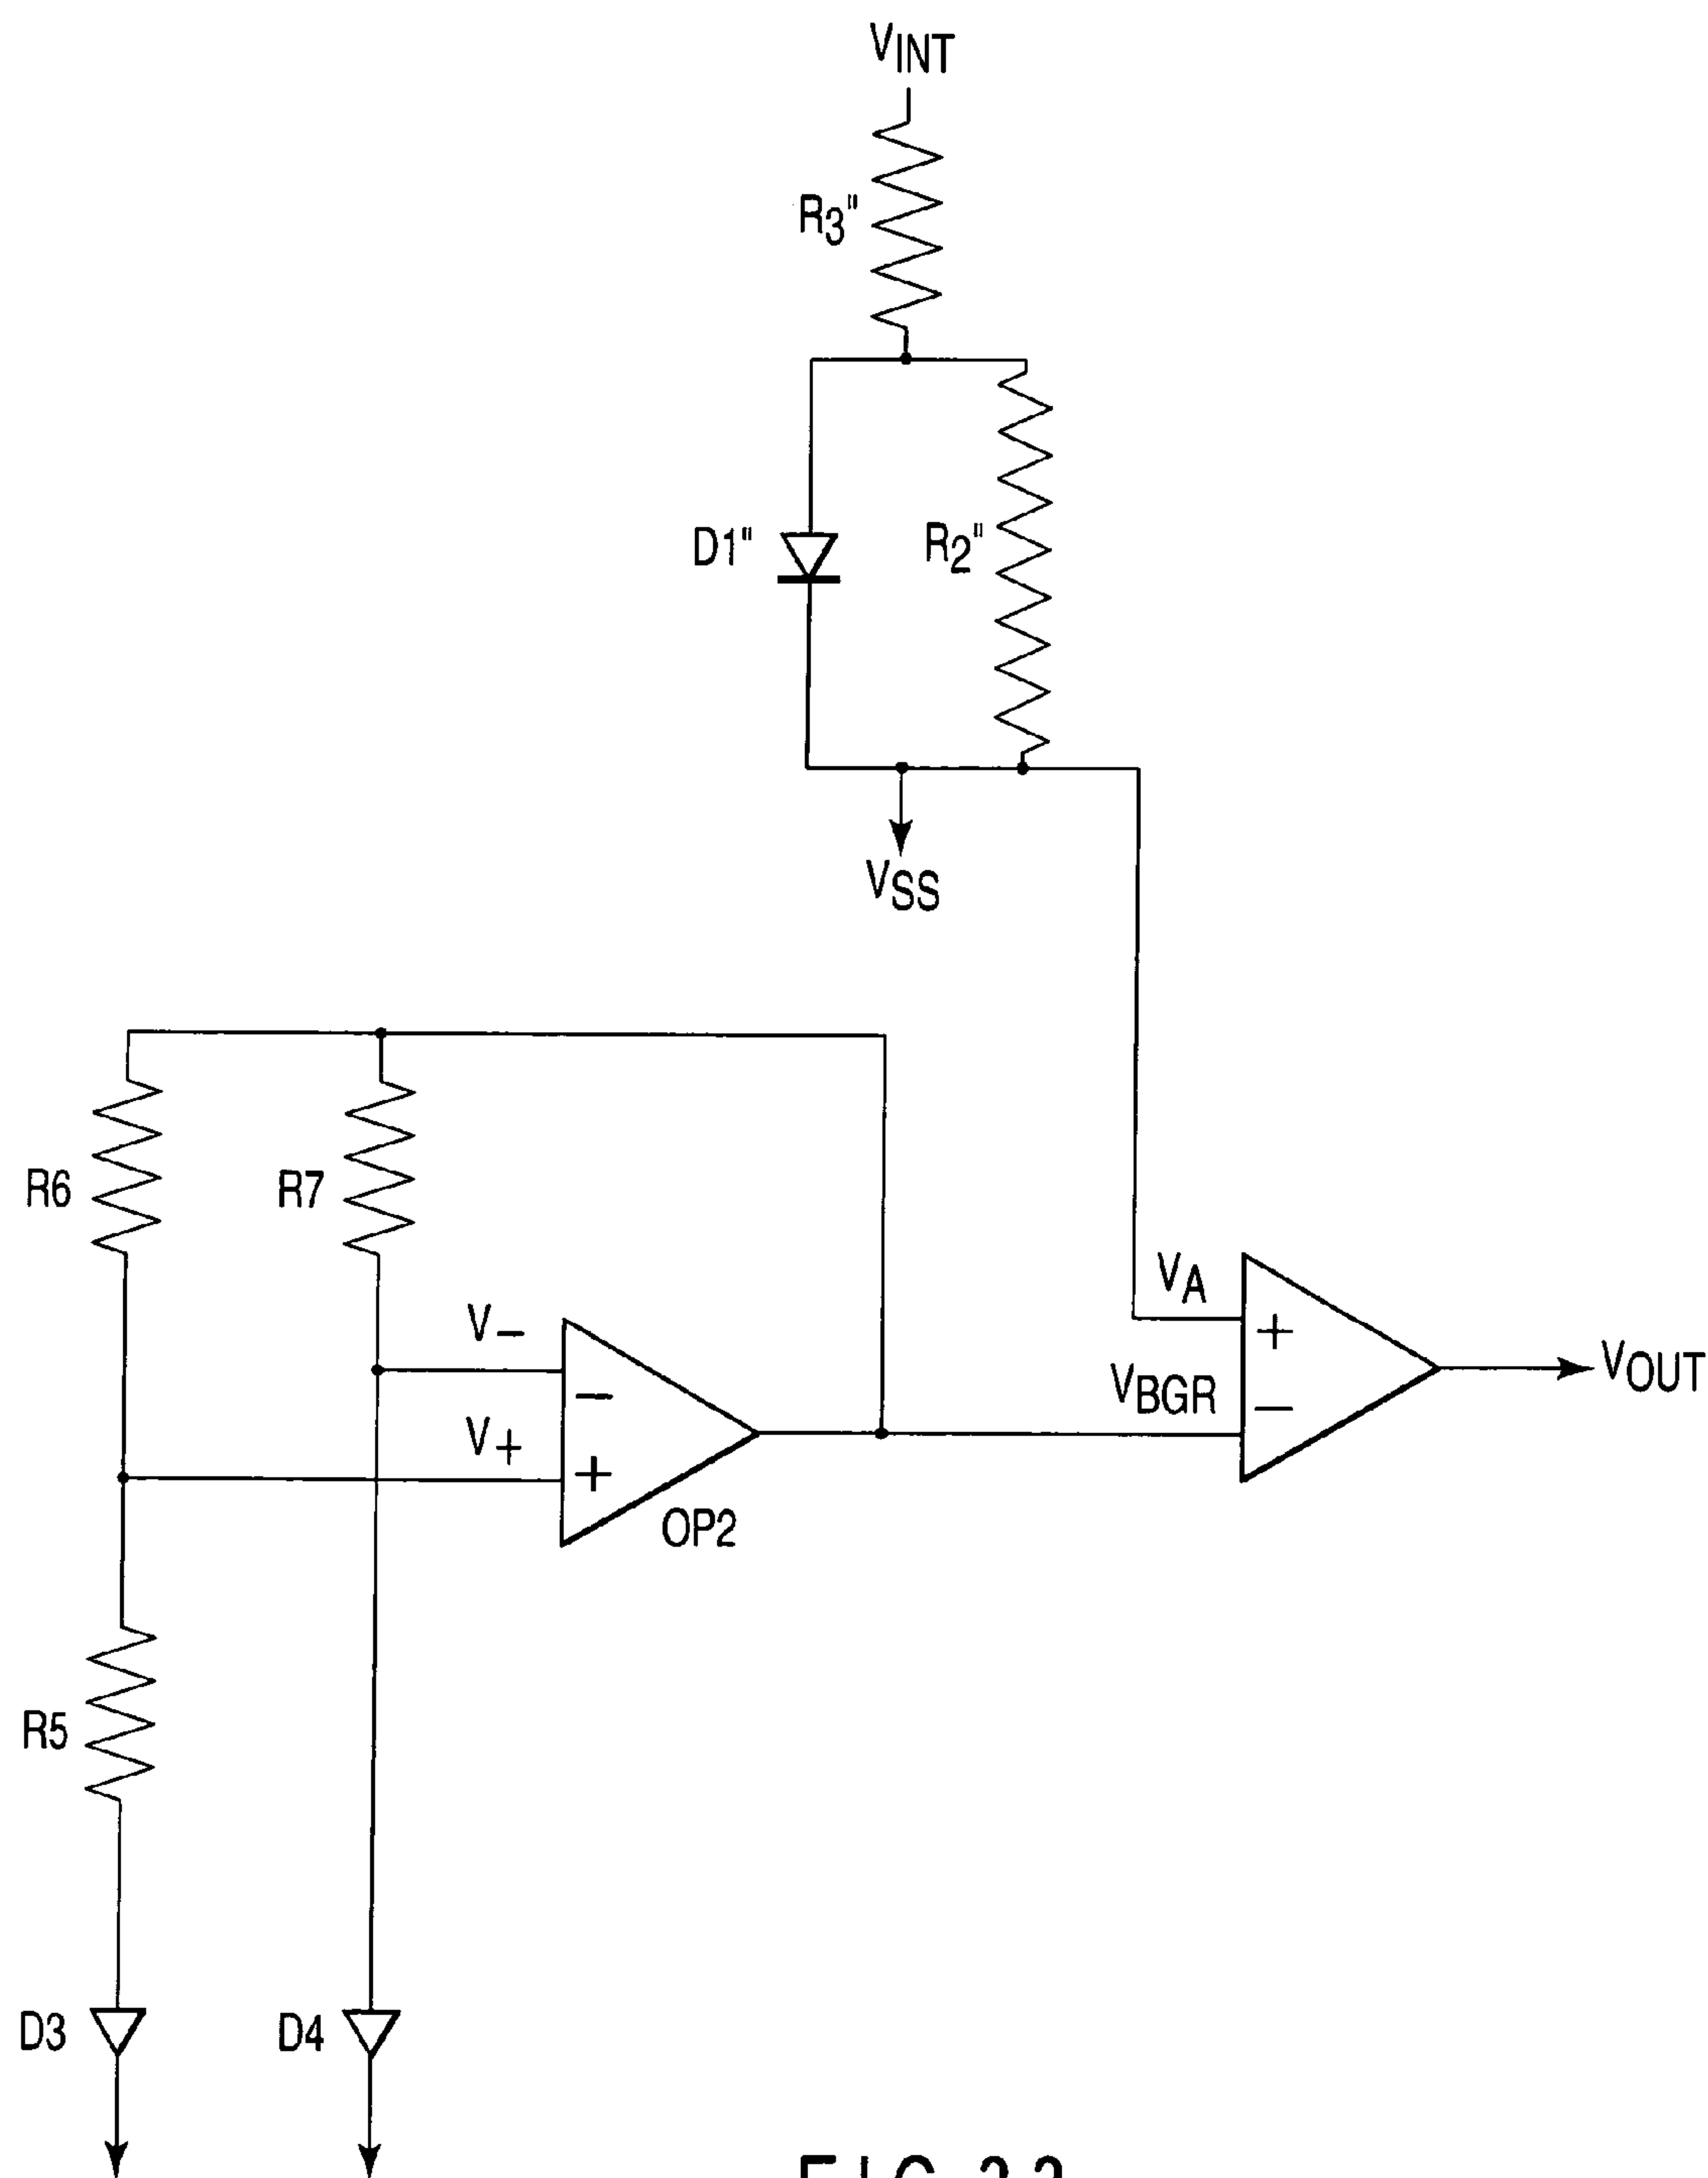 VINT
R3"
D1"
R2"
VSS
R6
R7
V–
V+
–
+
OP2
VA
VBGR
+
–
VOUT
R5
D3
D4